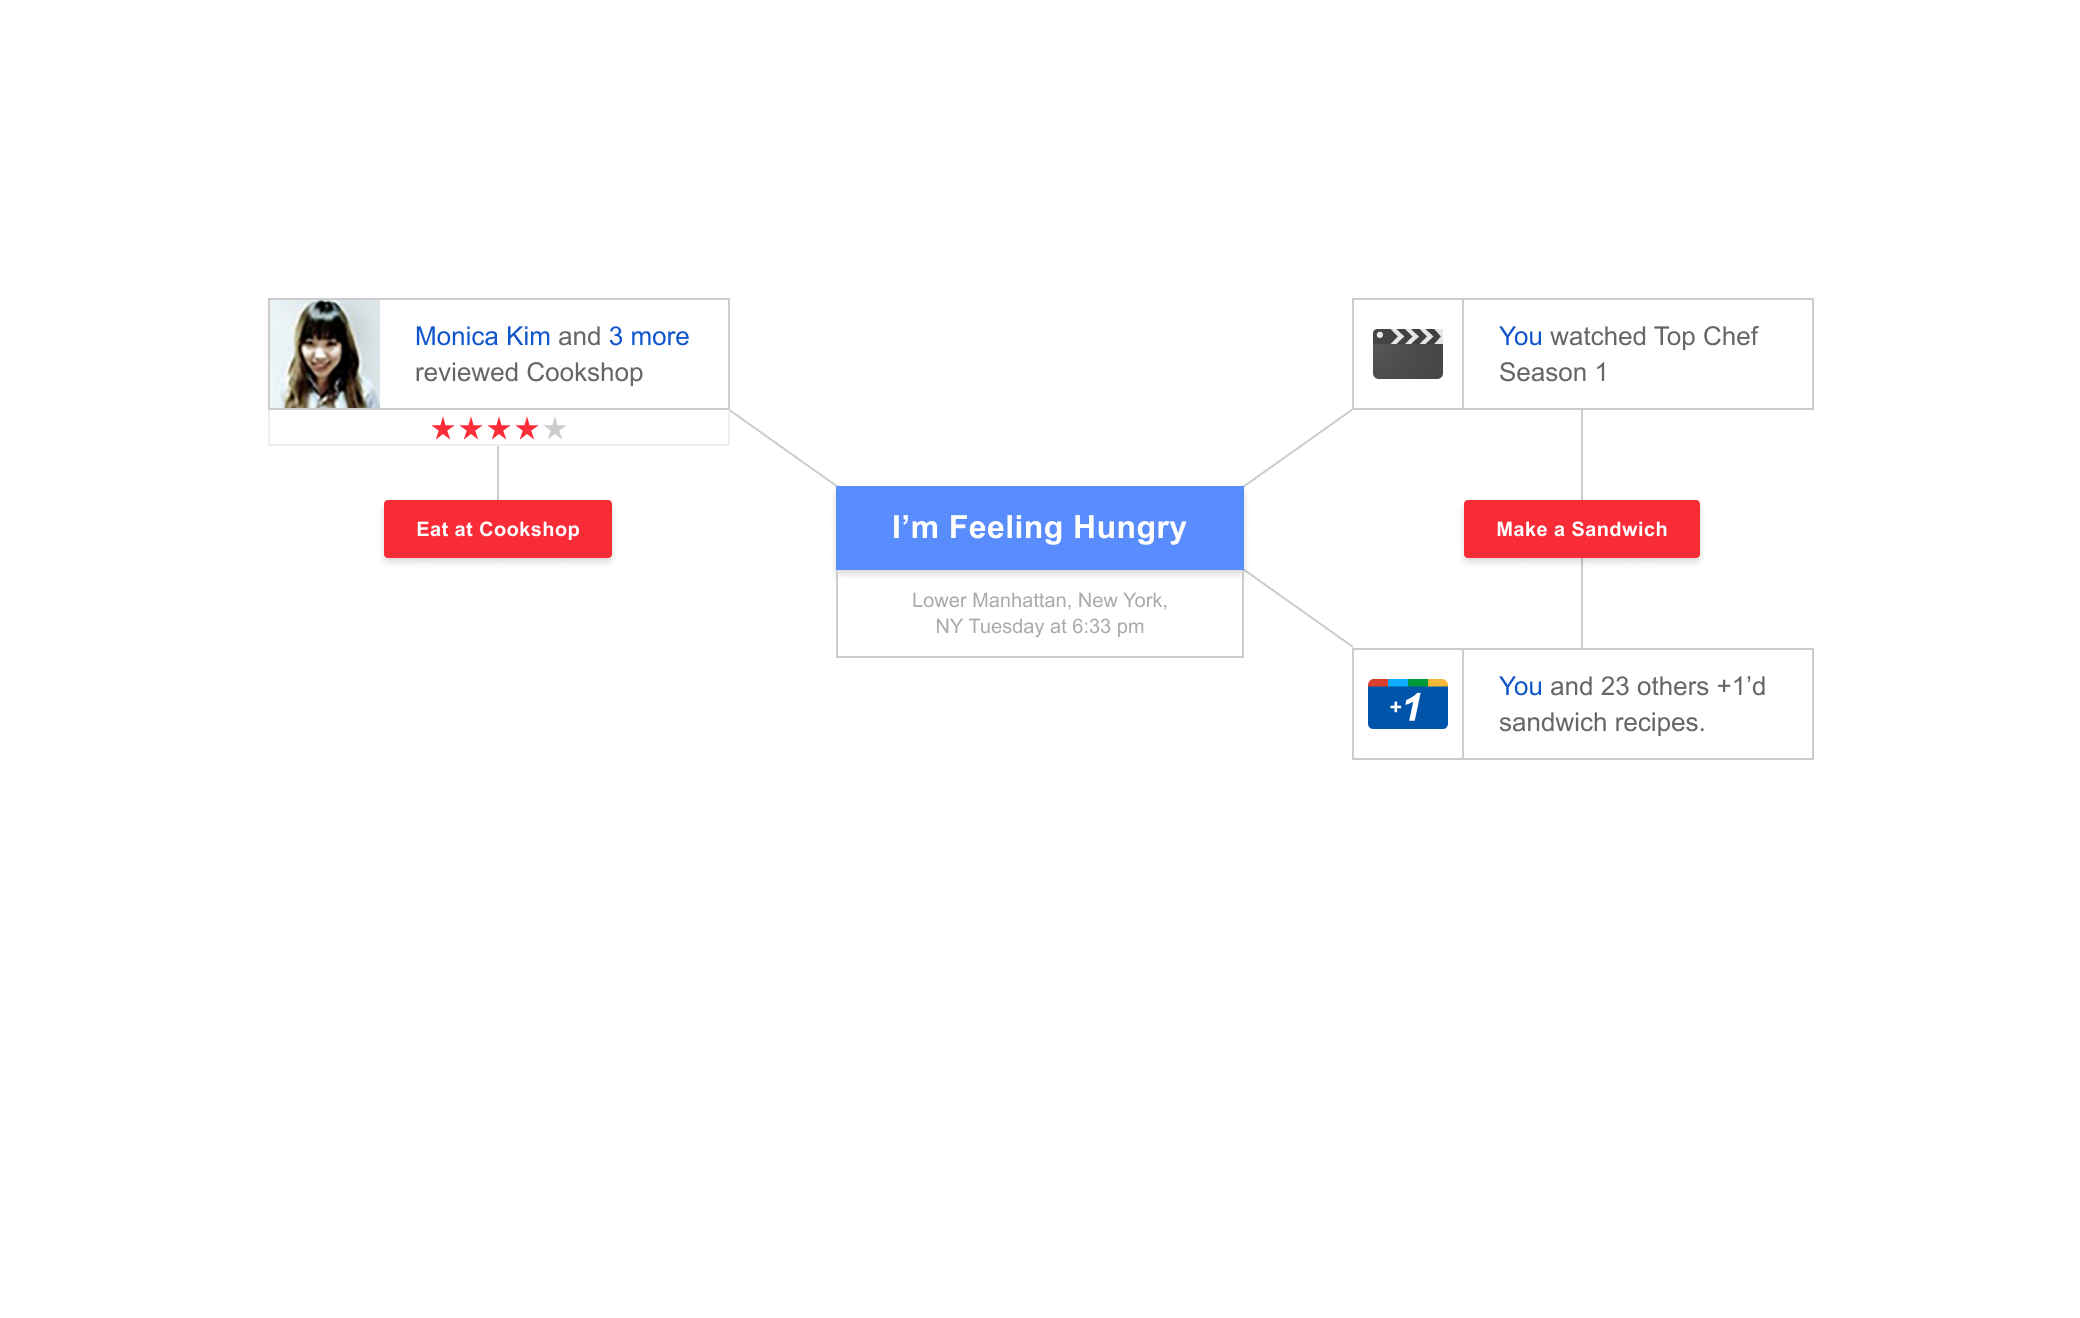 Monica Kim and 3 more
reviewed Cookshop
Eat at Cookshop
I’m Feeling Hungry
Lower Manhattan, New York,
NY Tuesday at 6:33 pm
You watched Top Chef
Season 1
Make a Sandwich
+1
You and 23 others +1’d
sandwich recipes.